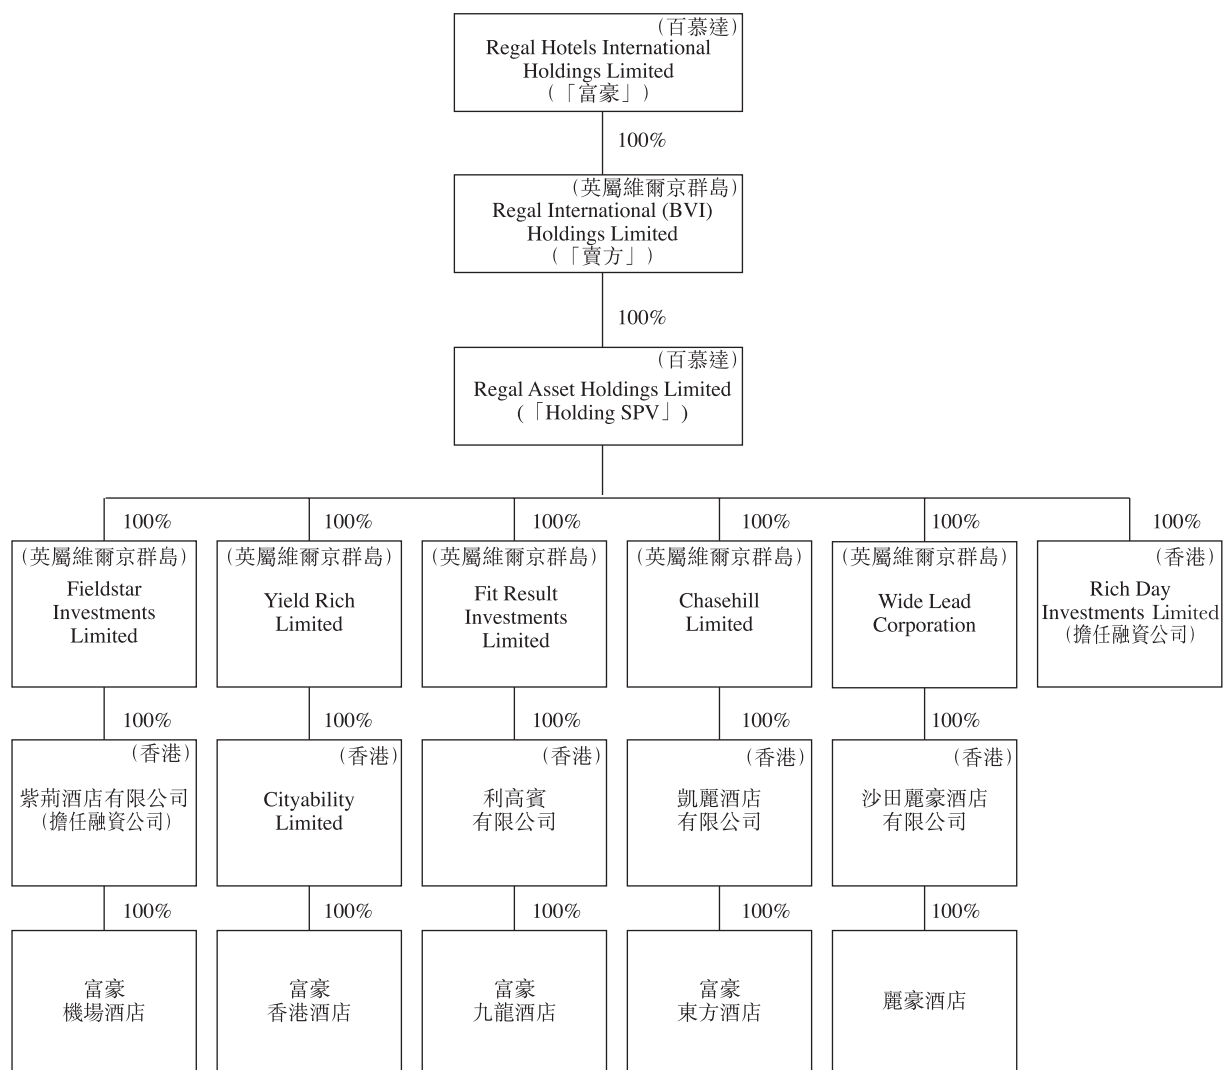 (百慕達)
Regal Hotels International
Holdings Limited
(「富豪」)
100%
(英屬維爾京群島)
Regal International (BVI)
Holdings Limited
(「賣方」)
100%
(百慕達)
Regal Asset Holdings Limited
(「Holding SPV」)
100%
100%
100%
100%
100%
100%
(英屬維爾京群島)
Fieldstar
Investments
Limited
(英屬維爾京群島)
Yield Rich
Limited
(英屬維爾京群島)
Fit Result
Investments
Limited
(英屬維爾京群島)
Chasehill
Limited
(英屬維爾京群島)
Wide Lead
Corporation
(香港)
Rich Day
Investments Limited
(擔任融資公司)
100%
100%
100%
100%
100%
(香港)
紫荊酒店有限公司
(擔任融資公司)
(香港)
Cityability
Limited
(香港)
利高賓
有限公司
(香港)
凱麗酒店
有限公司
(香港)
沙田麗豪酒店
有限公司
100%
100%
100%
100%
100%
富豪
機場酒店
富豪
香港酒店
富豪
九龍酒店
富豪
東方酒店
麗豪酒店